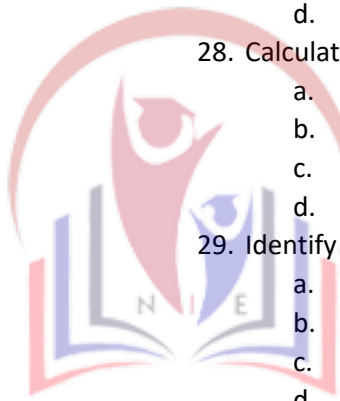 d.
28. Calculat
a.
b.
c.
d.
29. Identify
a.
N I E
b.
c.
d.